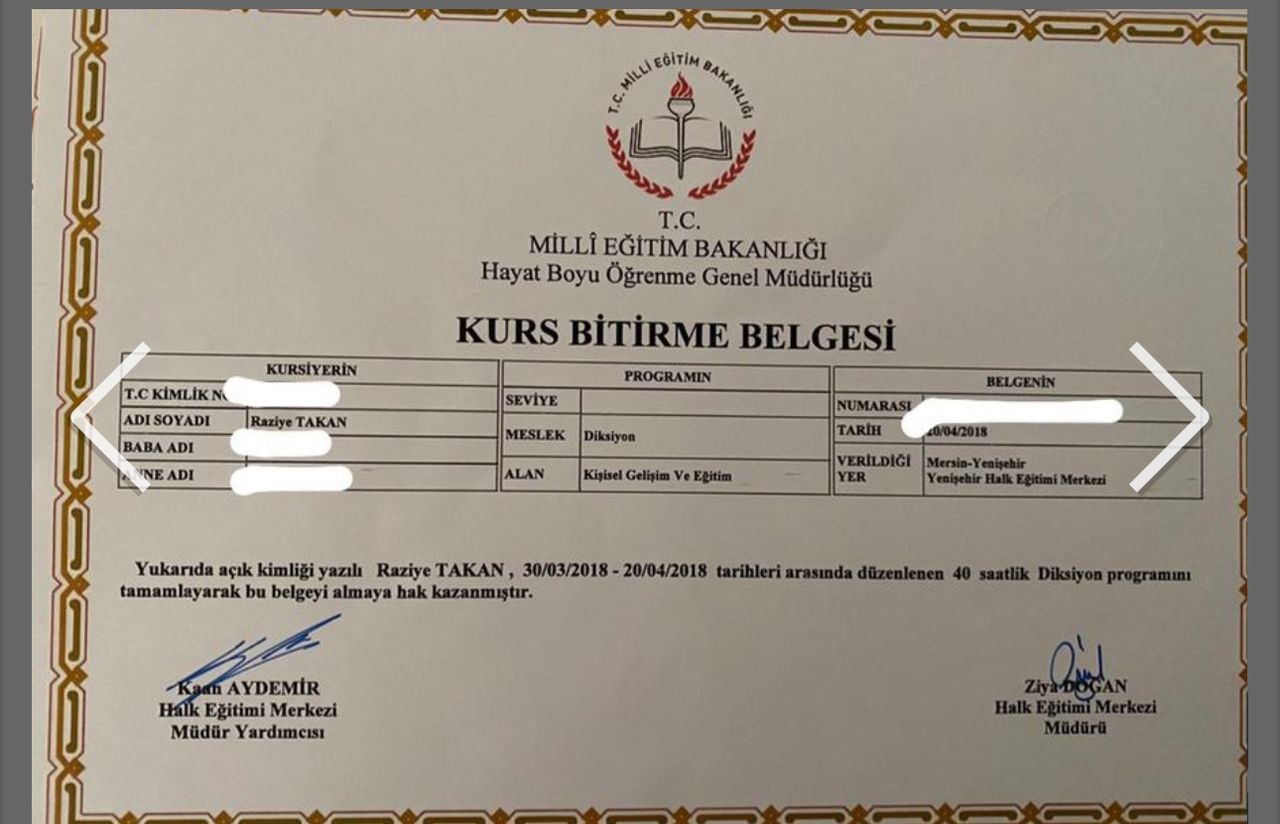 T.C. MİLLİ EĞİTİM BAKANLIĞI
T.C.
MİLLÎ EĞİTİM BAKANLIĞI
Hayat Boyu Öğrenme Genel Müdürlüğü
KURS BİTİRME BELGESİ
KURSİYERİN
T.C KİMLİK
ADI SOYADI Raziye TAKAN
BABA ADI
ANNE ADI
PROGRAMIN
SEVİYE
MESLEK Diksiyon
ALAN Kişisel Gelişim Ve Eğitim
BELGENİN
NUMARASI
TARİH 20/04/2018
VERİLDİĞİ YER Mersin-Yenişehir
Yenişehir Halk Eğitimi Merkezi
Yukarıda açık kimliği yazılı Raziye TAKAN , 30/03/2018 - 20/04/2018 tarihleri arasında düzenlenen 40 saatlik Diksiyon programını
tamamlayarak bu belgeyi almaya hak kazanmıştır.
Kaan AYDEMİR
Halk Eğitimi Merkezi
Müdür Yardımcısı
Ziya DOĞAN
Halk Eğitimi Merkezi
Müdürü